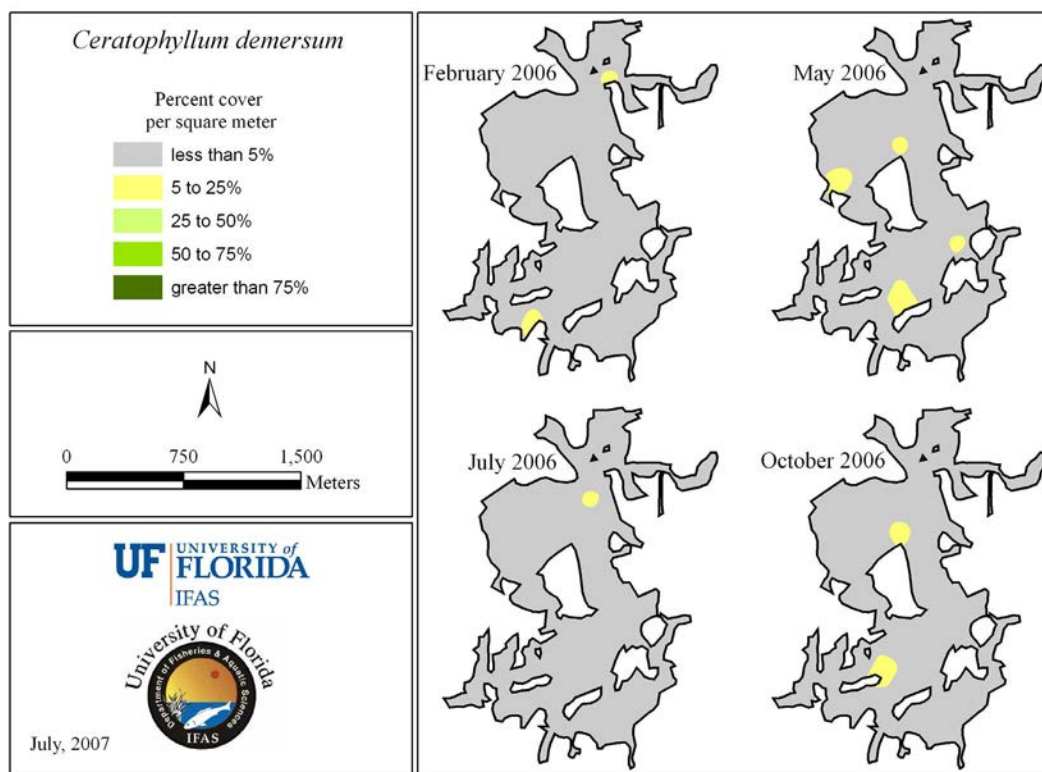 Ceratophyllum demersum
Percent cover
per square meter
less than 5%
5 to 25%
25 to 50%
50 to 75%
greater than 75%
N
0 750 1,500
Meters
UF UNIVERSITY of
FLORIDA
IFAS
University of Florida
Department of Fisheries & Aquatic Sciences
IFAS
July, 2007
February 2006
May 2006
July 2006
October 2006